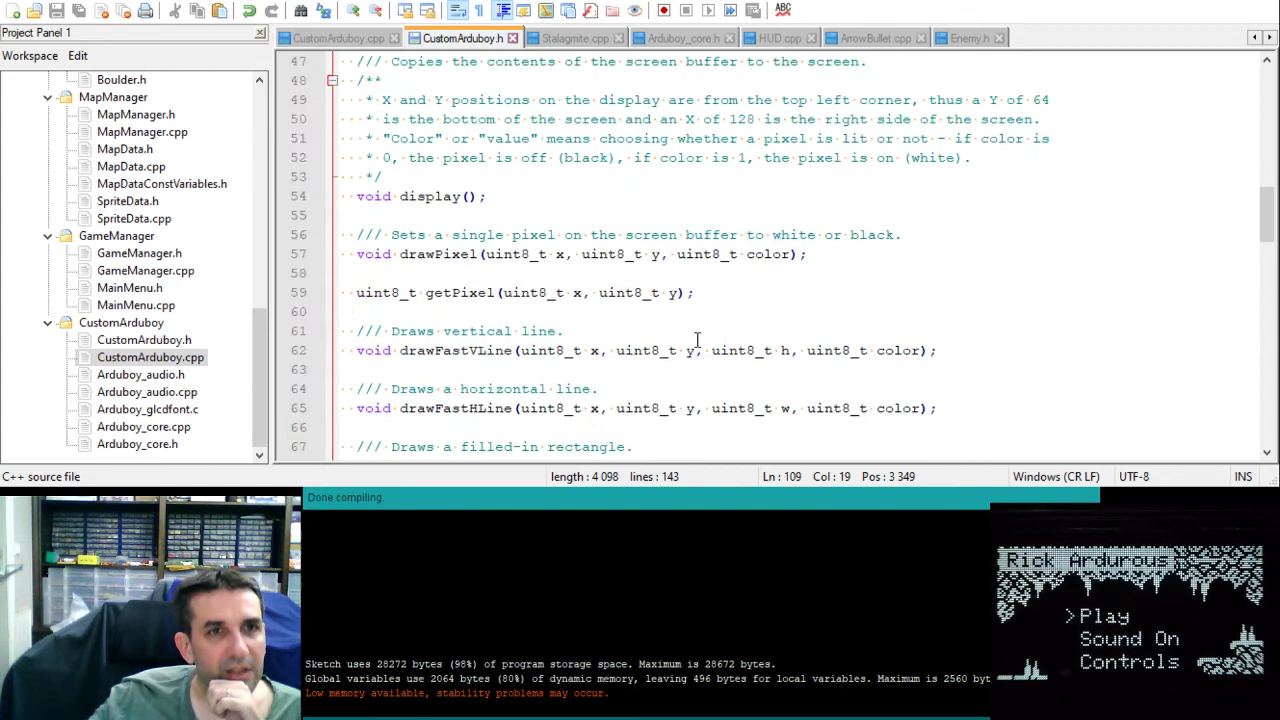 Project Panel 1
Workspace Edit
Boulder.h
MapManager
MapManager.h
MapManager.cpp
MapData.h
MapData.cpp
MapDataConstVariables.h
SpriteData.h
SpriteData.cpp
GameManager
GameManager.h
GameManager.cpp
MainMenu.h
MainMenu.cpp
CustomArduboy
CustomArduboy.h
CustomArduboy.cpp
Arduboy_audio.h
Arduboy_audio.cpp
Arduboy_glcdfont.c
Arduboy_core.cpp
Arduboy_core.h
ABC
CustomArduboy.cpp CustomArduboy.h Stalagmite.cpp Arduboy_core.h HUD.cpp ArrowBullet.cpp Enemy.h
47 /// Copies the contents of the screen buffer to the screen.
48 /**
49 * X and Y positions on the display are from the top left corner, thus a Y of 64
50 * is the bottom of the screen and an X of 128 is the right side of the screen.
51 * "Color" or "value" means choosing whether a pixel is lit or not - if color is
52 * 0, the pixel is off (black), if color is 1, the pixel is on (white).
53 */
54 void display();
55
56 /// Sets a single pixel on the screen buffer to white or black.
57 void drawPixel(uint8_t x, uint8_t y, uint8_t color);
58
59 uint8_t getPixel(uint8_t x, uint8_t y);
60
61 /// Draws vertical line.
62 void drawFastVLine(uint8_t x, uint8_t y, uint8_t h, uint8_t color);
63
64 /// Draws a horizontal line.
65 void drawFastHLine(uint8_t x, uint8_t y, uint8_t w, uint8_t color);
66
67 /// Draws a filled-in rectangle.
C++ source file length : 4 098 lines : 143 Ln : 109 Col : 19 Pos : 3 349 Windows (CR LF) UTF-8 INS
Done compiling.
Sketch uses 28272 bytes (98%) of program storage space. Maximum is 28672 bytes.
Global variables use 2064 bytes (80%) of dynamic memory, leaving 496 bytes for local variables. Maximum is 2560 byt
Low memory available, stability problems may occur.
Rick Ardurous
>Play
Sound On
Controls